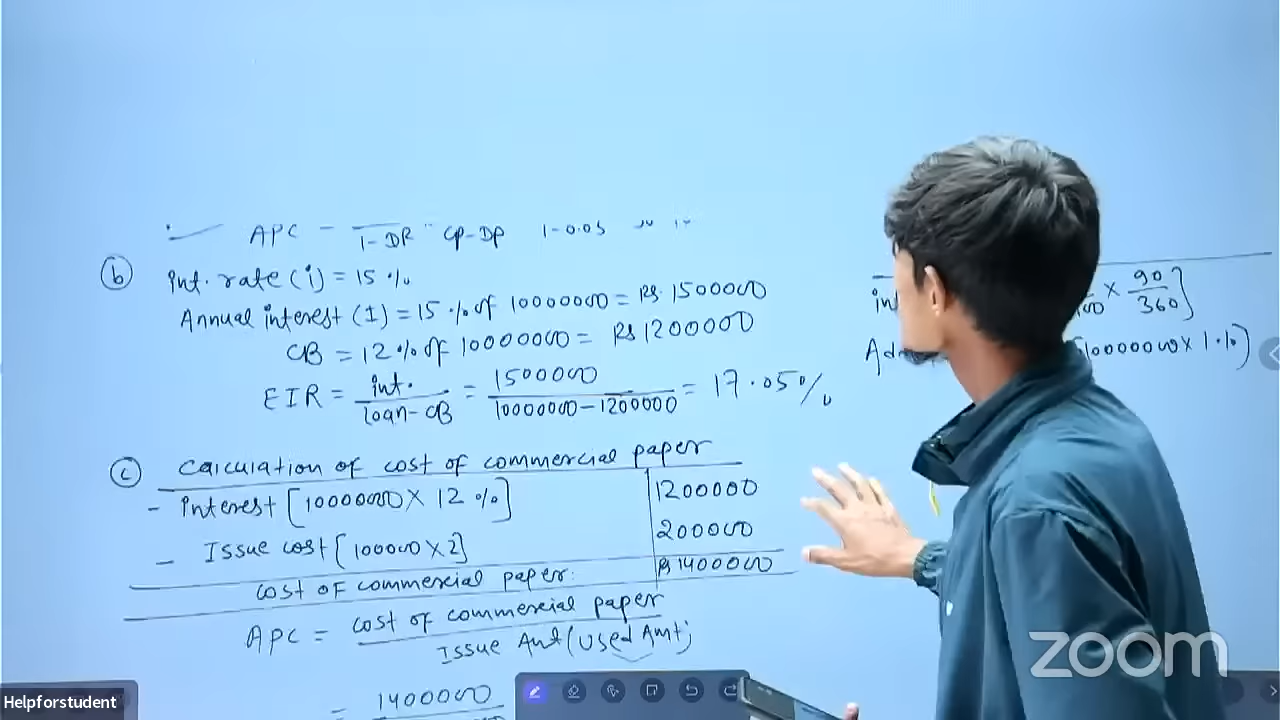 APC - 1-DR CP-DP 1-0.05
(b) int. rate (i) = 15 %
Annual interest (I) = 15 % of 10000000 = Rs. 1500000
CB = 12 % of 10000000 = Rs 1200000
EIR = int. / loan-CB = 1500000 / 10000000-1200000 = 17.05%
(c) Calculation of cost of commercial paper
- interest [10000000 X 12 %] 1200000
- Issue cost [100000 X 2] 200000
cost of commercial paper: Rs 1400000
APC = cost of commercial paper / Issue Amt (Used Amt)
= 1400000
int
× 90/360]
10000000 X 1 %)
zoom
Helpforstudent